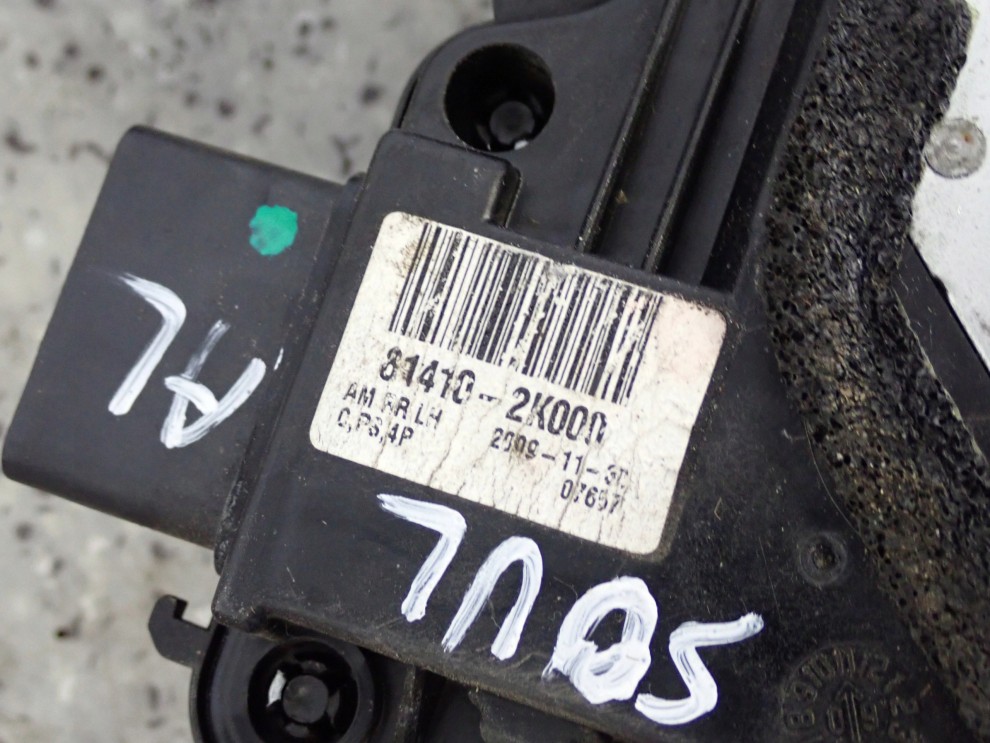 81410-2K000
AM,RR,LH 2009-11-30
C,PS,4P 07657
RL
SOUL